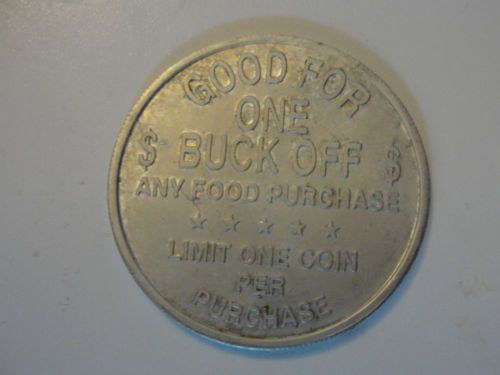 GOOD FOR
ONE
$ BUCK OFF $
ANY FOOD PURCHASE
LIMIT ONE COIN
PER
PURCHASE